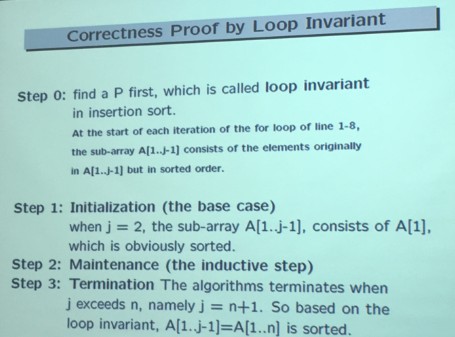 Correctness Proof by Loop Invariant
Step 0: find a P first, which is called loop invariant
in insertion sort.
At the start of each iteration of the for loop of line 1-8,
the sub-array A[1..j-1] consists of the elements originally
in A[1..j-1] but in sorted order.
Step 1: Initialization (the base case)
when j = 2, the sub-array A[1..j-1], consists of A[1],
which is obviously sorted.
Step 2: Maintenance (the inductive step)
Step 3: Termination The algorithms terminates when
j exceeds n, namely j = n+1. So based on the
loop invariant, A[1..j-1]=A[1..n] is sorted.